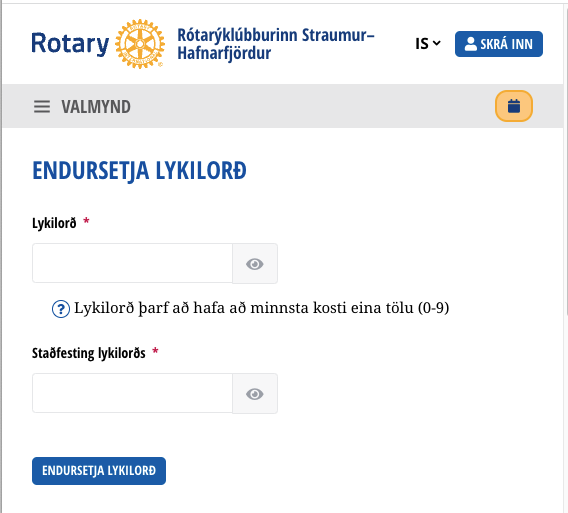 Rotary
Rótarýklúbburinn Straumur–
Hafnarfjördur
IS
SKRÁ INN
VALMYND
ENDURSETJA LYKILORÐ
Lykilorð *
Lykilorð þarf að hafa að minnsta kosti eina tölu (0-9)
Staðfesting lykilorðs *
ENDURSETJA LYKILORÐ